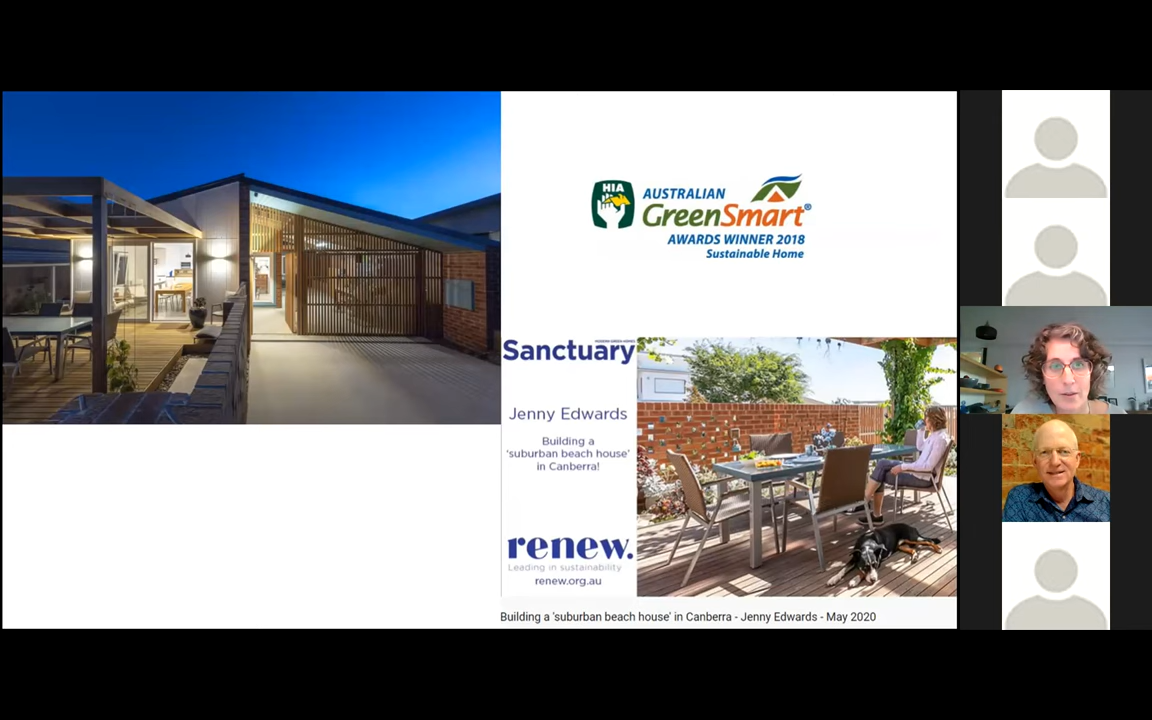 HIA
AUSTRALIAN
GreenSmart®
AWARDS WINNER 2018
Sustainable Home
Sanctuary
Jenny Edwards
Building a
'suburban beach house'
in Canberra!
renew.
Leading in sustainability
renew.org.au
Building a 'suburban beach house' in Canberra - Jenny Edwards - May 2020